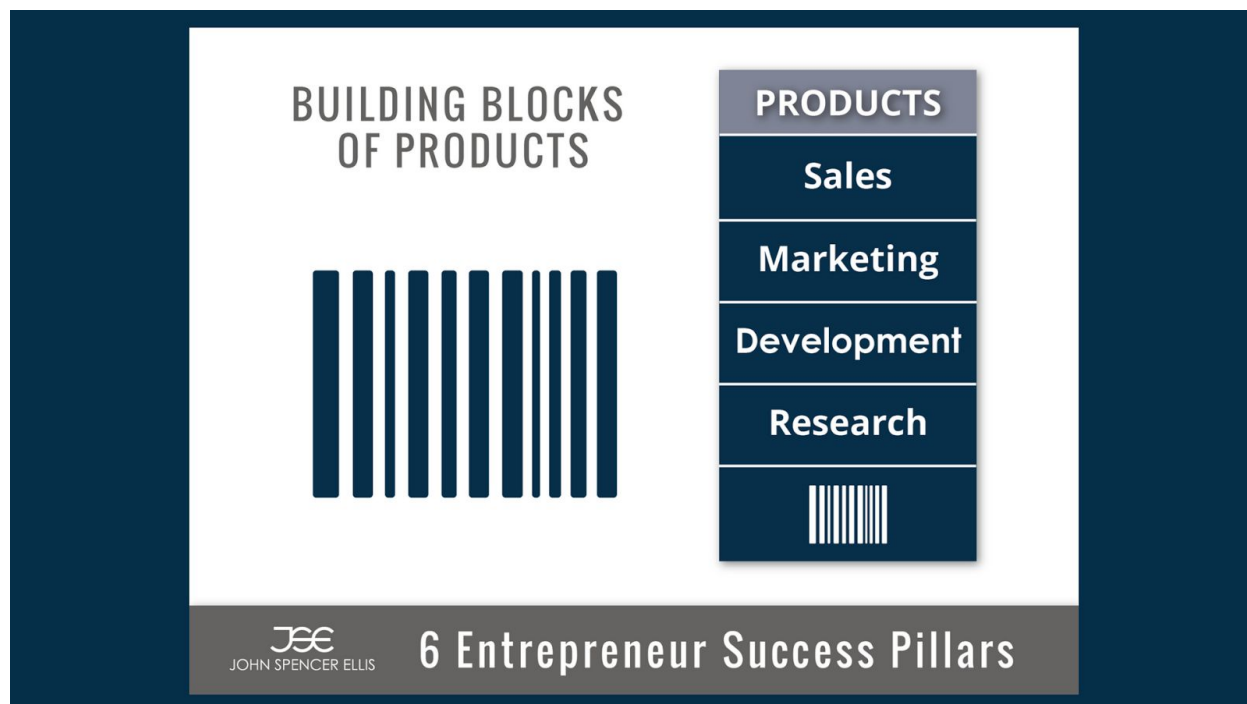 BUILDING BLOCKS
OF PRODUCTS
PRODUCTS
Sales
Marketing
Development
Research
JSE
JOHN SPENCER ELLIS
6 Entrepreneur Success Pillars